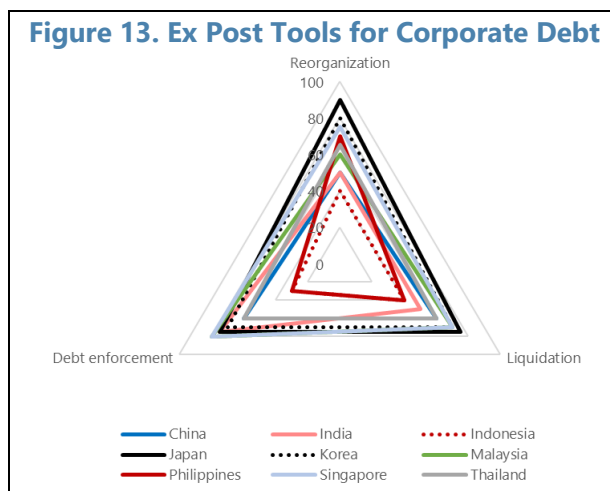 Figure 13. Ex Post Tools for Corporate Debt
Reorganization
100
80
60
40
20
0
Debt enforcement
Liquidation
China
India
Indonesia
Japan
Korea
Malaysia
Philippines
Singapore
Thailand